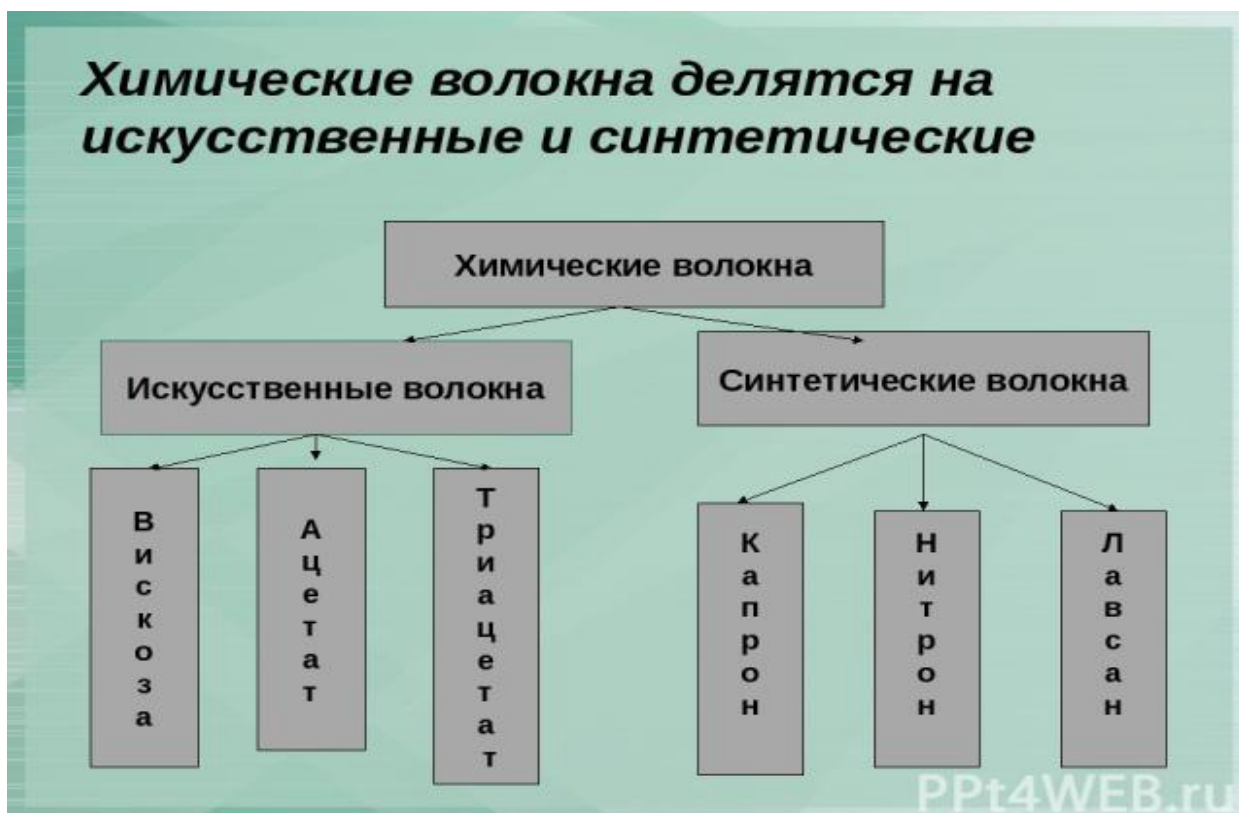 Химические волокна делятся на
искусственные и синтетические
Химические волокна
Искусственные волокна
Синтетические волокна
Вискоза
Ацетат
Триацетат
Капрон
Нитрон
Лавсан
PPt4WEB.ru